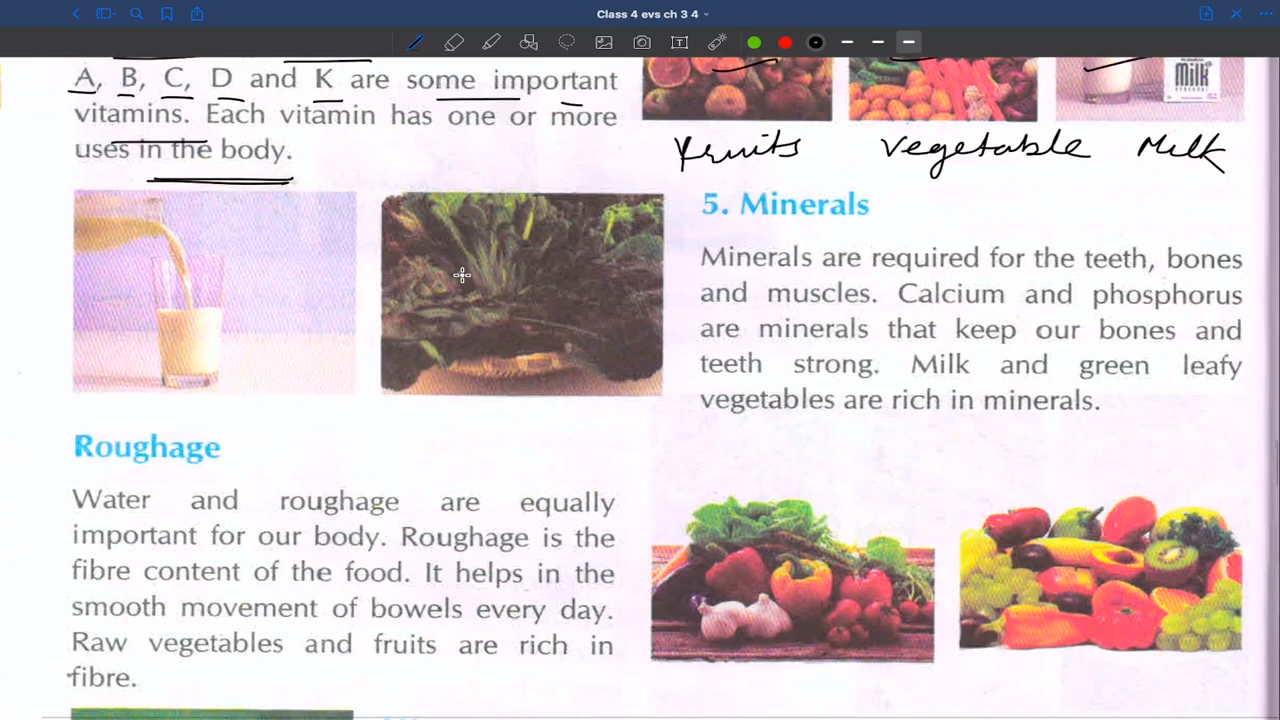 Class 4 evs ch 3 4
A, B, C, D and K are some important
vitamins. Each vitamin has one or more
uses in the body.
Milk
fruits vegetable Milk
5. Minerals
Minerals are required for the teeth, bones
and muscles. Calcium and phosphorus
are minerals that keep our bones and
teeth strong. Milk and green leafy
vegetables are rich in minerals.
Roughage
Water and roughage are equally
important for our body. Roughage is the
fibre content of the food. It helps in the
smooth movement of bowels every day.
Raw vegetables and fruits are rich in
fibre.